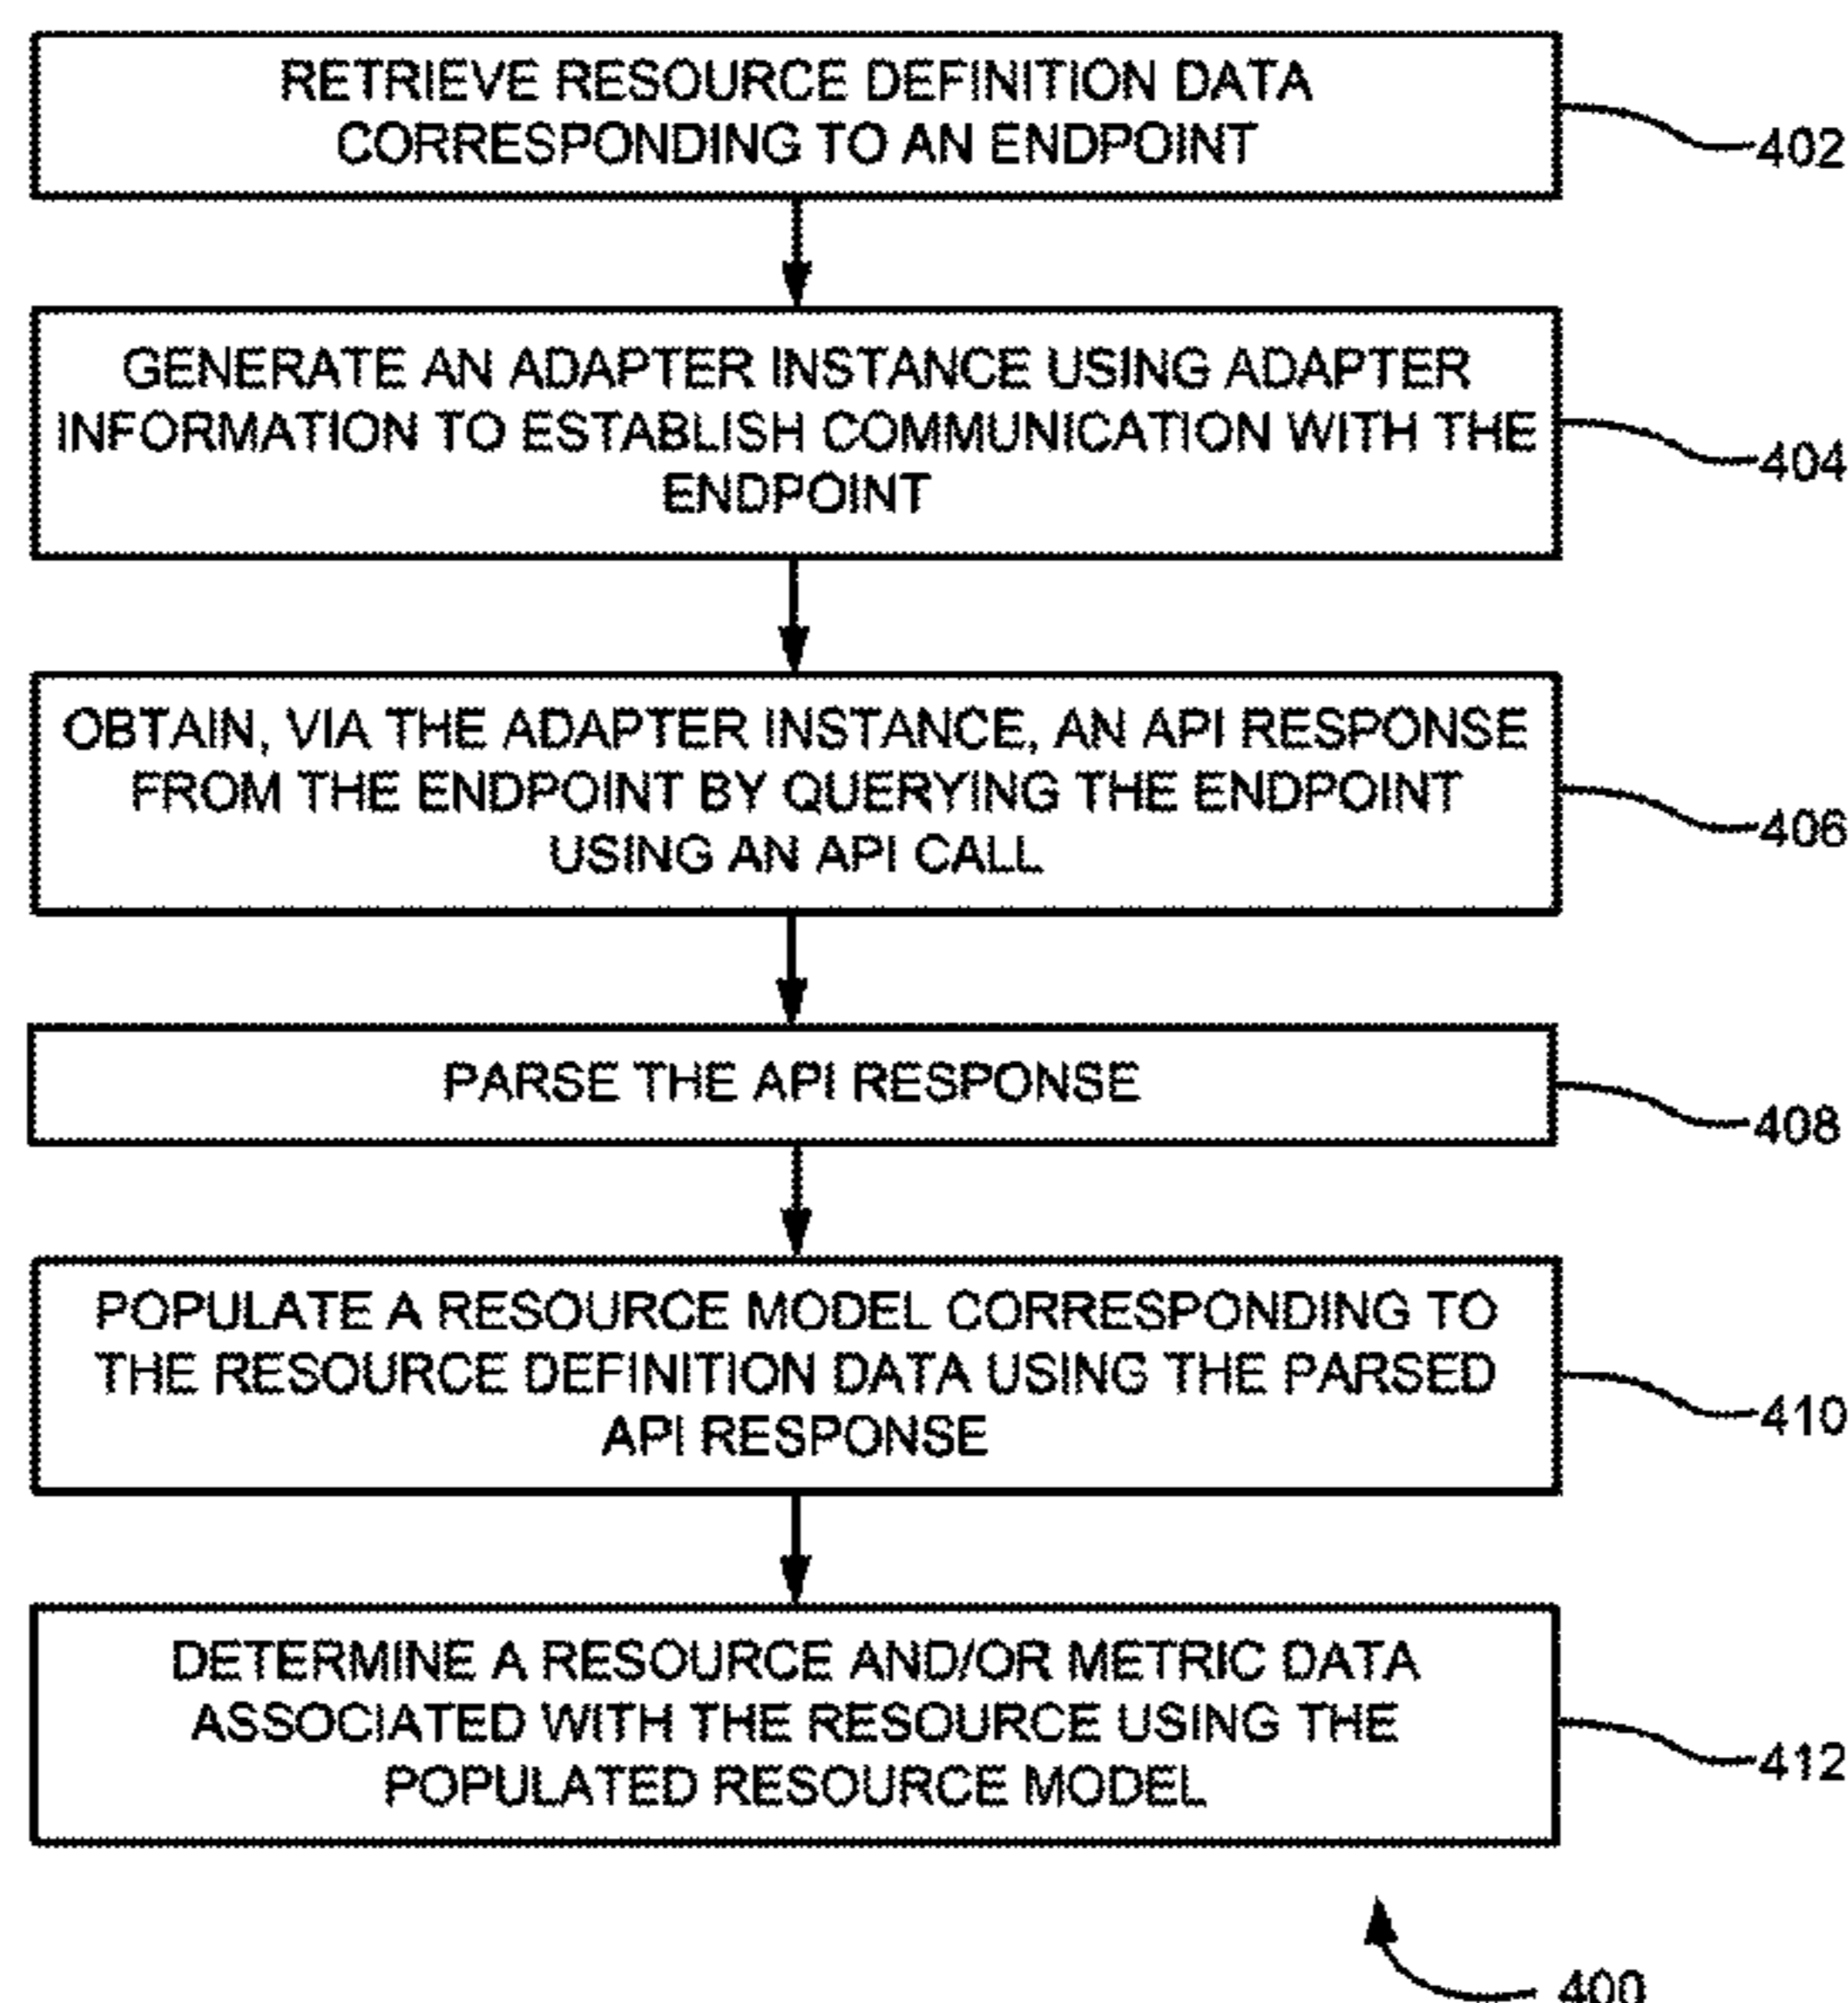 RETRIEVE RESOURCE DEFINITION DATA
CORRESPONDING TO AN ENDPOINT
402
GENERATE AN ADAPTER INSTANCE USING ADAPTER
INFORMATION TO ESTABLISH COMMUNICATION WITH THE
ENDPOINT
404
OBTAIN, VIA THE ADAPTER INSTANCE, AN API RESPONSE
FROM THE ENDPOINT BY QUERYING THE ENDPOINT
USING AN API CALL
406
PARSE THE API RESPONSE
408
POPULATE A RESOURCE MODEL CORRESPONDING TO
THE RESOURCE DEFINITION DATA USING THE PARSED
API RESPONSE
410
DETERMINE A RESOURCE AND/OR METRIC DATA
ASSOCIATED WITH THE RESOURCE USING THE
POPULATED RESOURCE MODEL
412
400